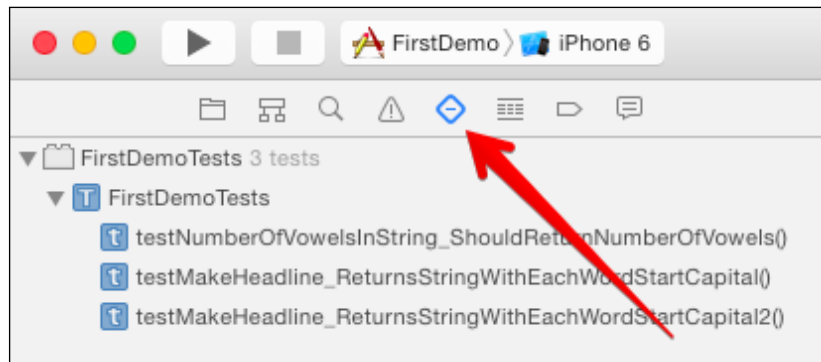 FirstDemo iPhone 6
FirstDemoTests 3 tests
T FirstDemoTests
t testNumberOfVowelsInString_ShouldReturnNumberOfVowels()
t testMakeHeadline_ReturnsStringWithEachWordStartCapital()
t testMakeHeadline_ReturnsStringWithEachWordStartCapital2()